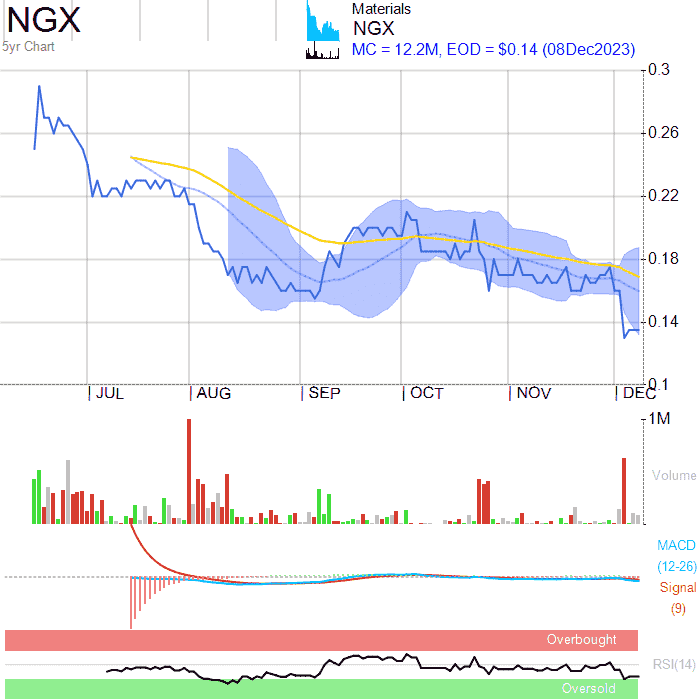 NGX
5yr Chart
Materials
NGX
MC = 12.2M, EOD = $0.14 (08Dec2023)
0.3
0.26
0.22
0.18
0.14
0.1
JUL AUG SEP OCT NOV DEC
1M
Volume
MACD
(12-26)
Signal
(9)
Overbought
RSI(14)
Oversold